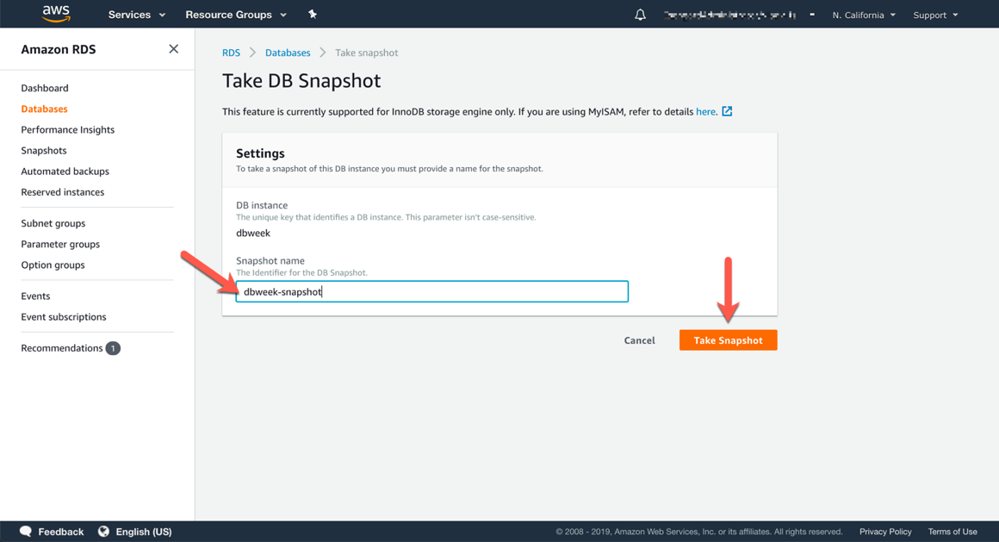 aws
Services
Resource Groups
N. California
Support
Amazon RDS
Dashboard
Databases
Performance Insights
Snapshots
Automated backups
Reserved instances
Subnet groups
Parameter groups
Option groups
Events
Event subscriptions
Recommendations 1
RDS > Databases > Take snapshot
Take DB Snapshot
This feature is currently supported for InnoDB storage engine only. If you are using MyISAM, refer to details here.
Settings
To take a snapshot of this DB instance you must provide a name for the snapshot.
DB instance
The unique key that identifies a DB instance. This parameter isn't case-sensitive.
dbweek
Snapshot name
The Identifier for the DB Snapshot.
dbweek-snapshot
Cancel
Take Snapshot
Feedback
English (US)
© 2008 - 2019, Amazon Web Services, Inc. or its affiliates. All rights reserved.
Privacy Policy
Terms of Use